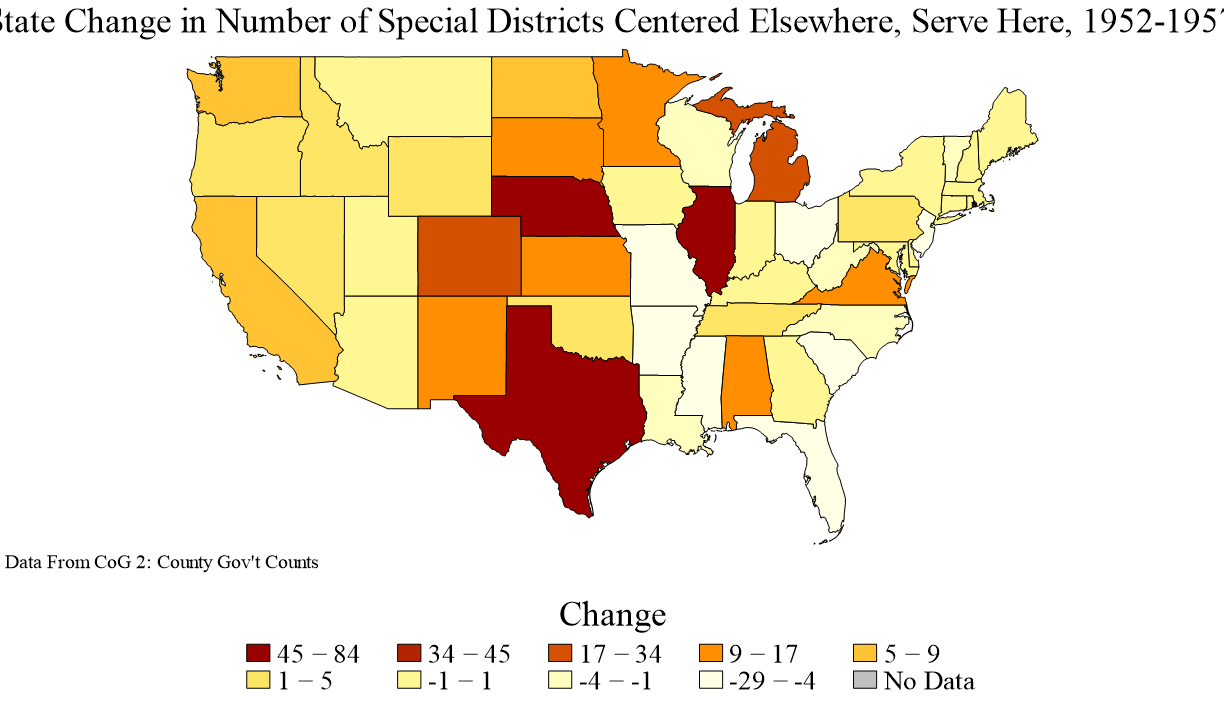 State Change in Number of Special Districts Centered Elsewhere, Serve Here, 1952-1957
Data From CoG 2: County Gov't Counts
Change
45 – 84 34 – 45 17 – 34 9 – 17 5 – 9
1 – 5 -1 – 1 -4 – -1 -29 – -4 No Data